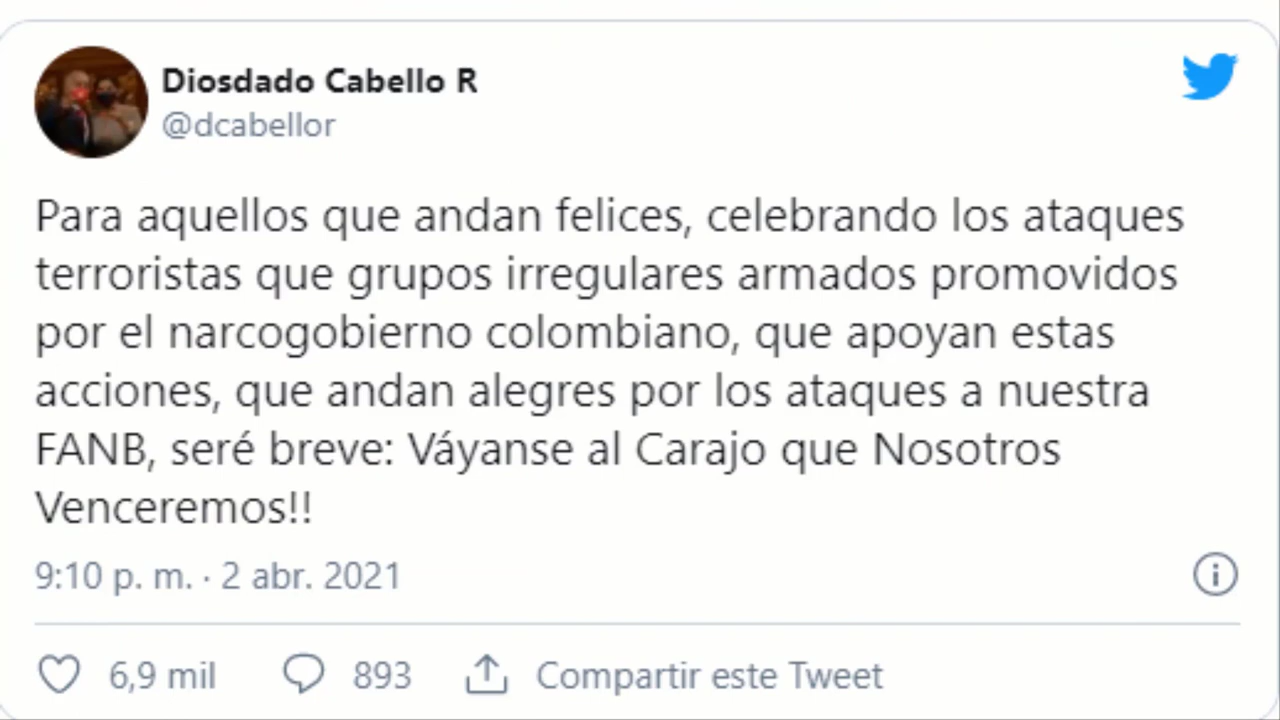 Diosdado Cabello R
@dcabellor
Para aquellos que andan felices, celebrando los ataques
terroristas que grupos irregulares armados promovidos
por el narcogobierno colombiano, que apoyan estas
acciones, que andan alegres por los ataques a nuestra
FANB, seré breve: Váyanse al Carajo que Nosotros
Venceremos!!
9:10 p. m. · 2 abr. 2021
6,9 mil 893 Compartir este Tweet